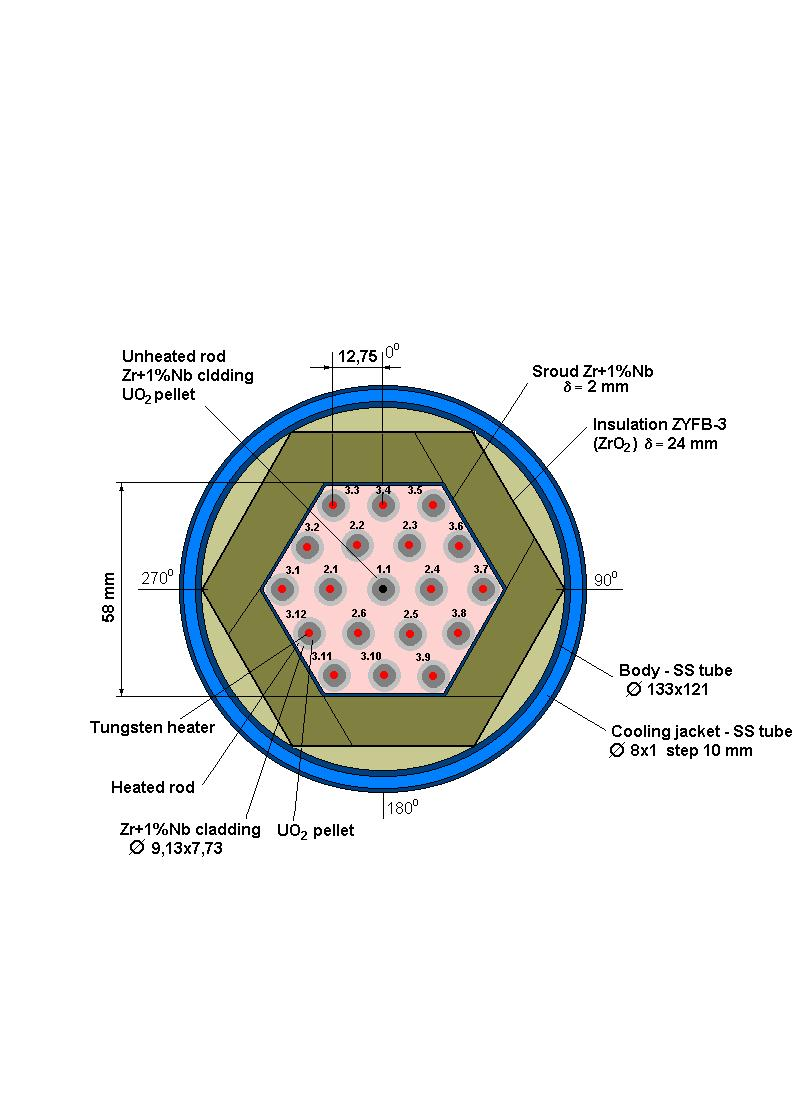 Unheated rod
Zr+1%Nb cldding
UO2 pellet
12,75
0⁰
Sroud Zr+1%Nb
δ = 2 mm
Insulation ZYFB-3
(ZrO2) δ = 24 mm
3.3 3.4 3.5
3.2 2.2 2.3 3.6
3.1 2.1 1.1 2.4 3.7
3.12 2.6 2.5 3.8
3.11 3.10 3.9
270⁰
90⁰
58 mm
Body - SS tube
Ø 133x121
Tungsten heater
Cooling jacket - SS tube
Ø 8x1 step 10 mm
Heated rod
180⁰
Zr+1%Nb cladding
Ø 9,13x7,73
UO2 pellet